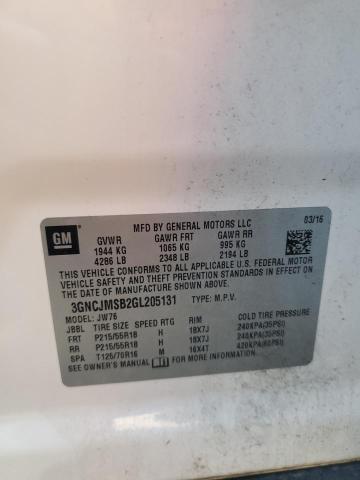 GM
MFD BY GENERAL MOTORS LLC
03/16
GVWR GAWR FRT GAWR RR
1944 KG 1065 KG 995 KG
4286 LB 2348 LB 2194 LB
THIS VEHICLE CONFORMS TO ALL APPLICABLE U.S. FEDERAL MOTOR
VEHICLE SAFETY AND THEFT PREVENTION STANDARDS IN
EFFECT ON THE DATE OF MANUFACTURE SHOWN ABOVE.
3GNCJMSB2GL205131 TYPE: M.P.V.
MODEL: JW76
JBBL TIRE SIZE SPEED RTG RIM COLD TIRE PRESSURE
FRT P215/55R18 H 18X7J 240KPA(35PSI)
RR P215/55R18 H 18X7J 240KPA(35PSI)
SPA T125/70R16 M 16X4T 420KPA(60PSI)
SEE OWNER'S MANUAL FOR ADDITIONAL INFORMATION.